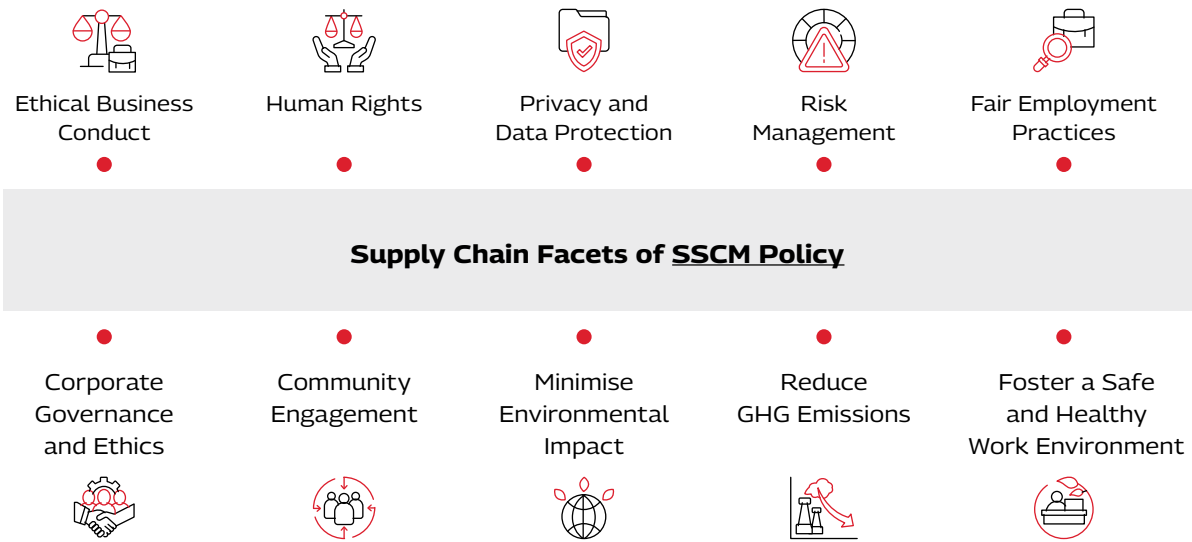 Ethical Business
Conduct
Human Rights
Privacy and
Data Protection
Risk
Management
Fair Employment
Practices
Supply Chain Facets of SSCM Policy
Corporate
Governance
and Ethics
Community
Engagement
Minimise
Environmental
Impact
Reduce
GHG Emissions
Foster a Safe
and Healthy
Work Environment